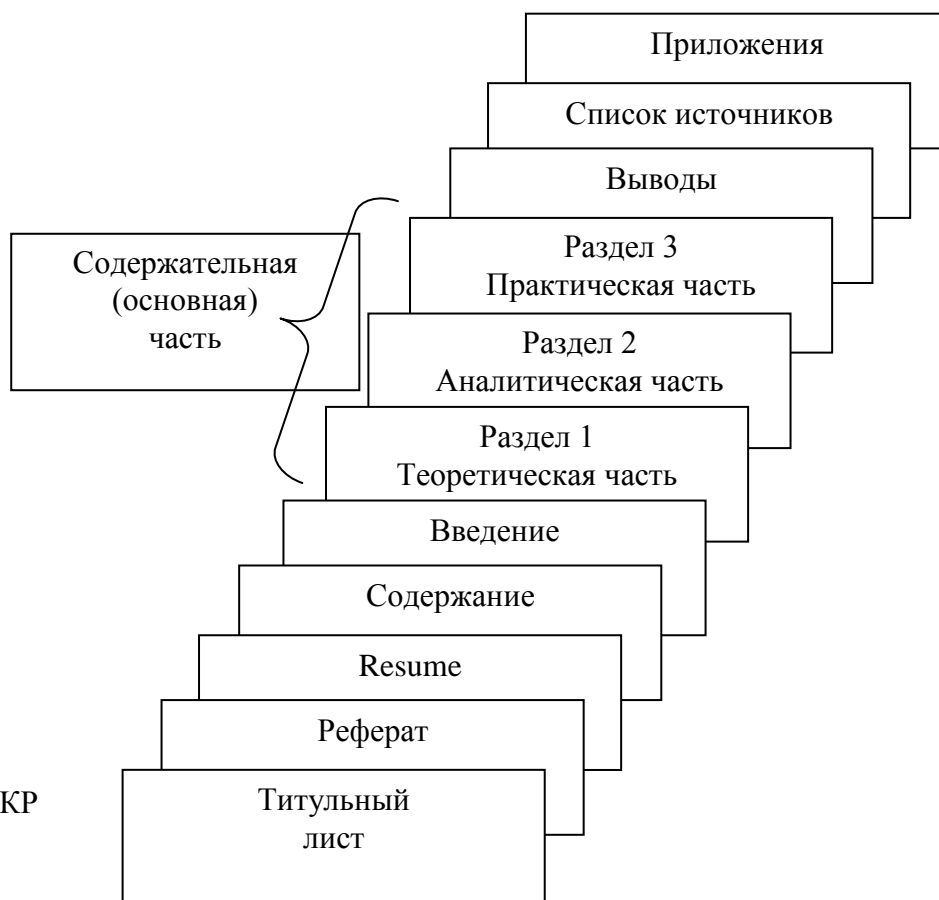 Приложения
Список источников
Выводы
Содержательная
(основная)
часть
Раздел 3
Практическая часть
Раздел 2
Аналитическая часть
Раздел 1
Теоретическая часть
Введение
Содержание
Resume
Реферат
КР
Титульный
лист